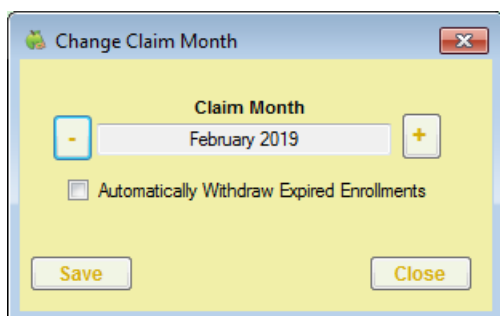 Change Claim Month
Claim Month
- February 2019 +
Automatically Withdraw Expired Enrollments
Save Close